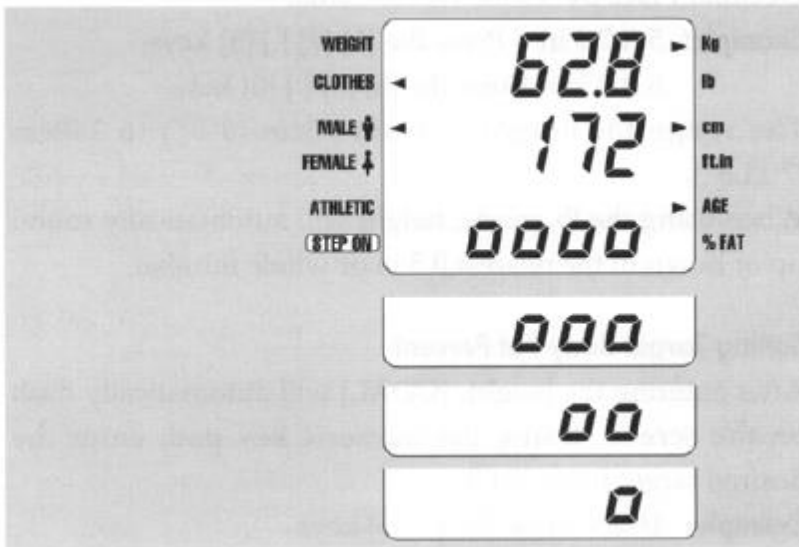 WEIGHT 62.8 Kg
CLOTHES lb
MALE 172 cm
FEMALE ft.in
ATHLETIC AGE
STEP ON 0000 % FAT
000
00
0